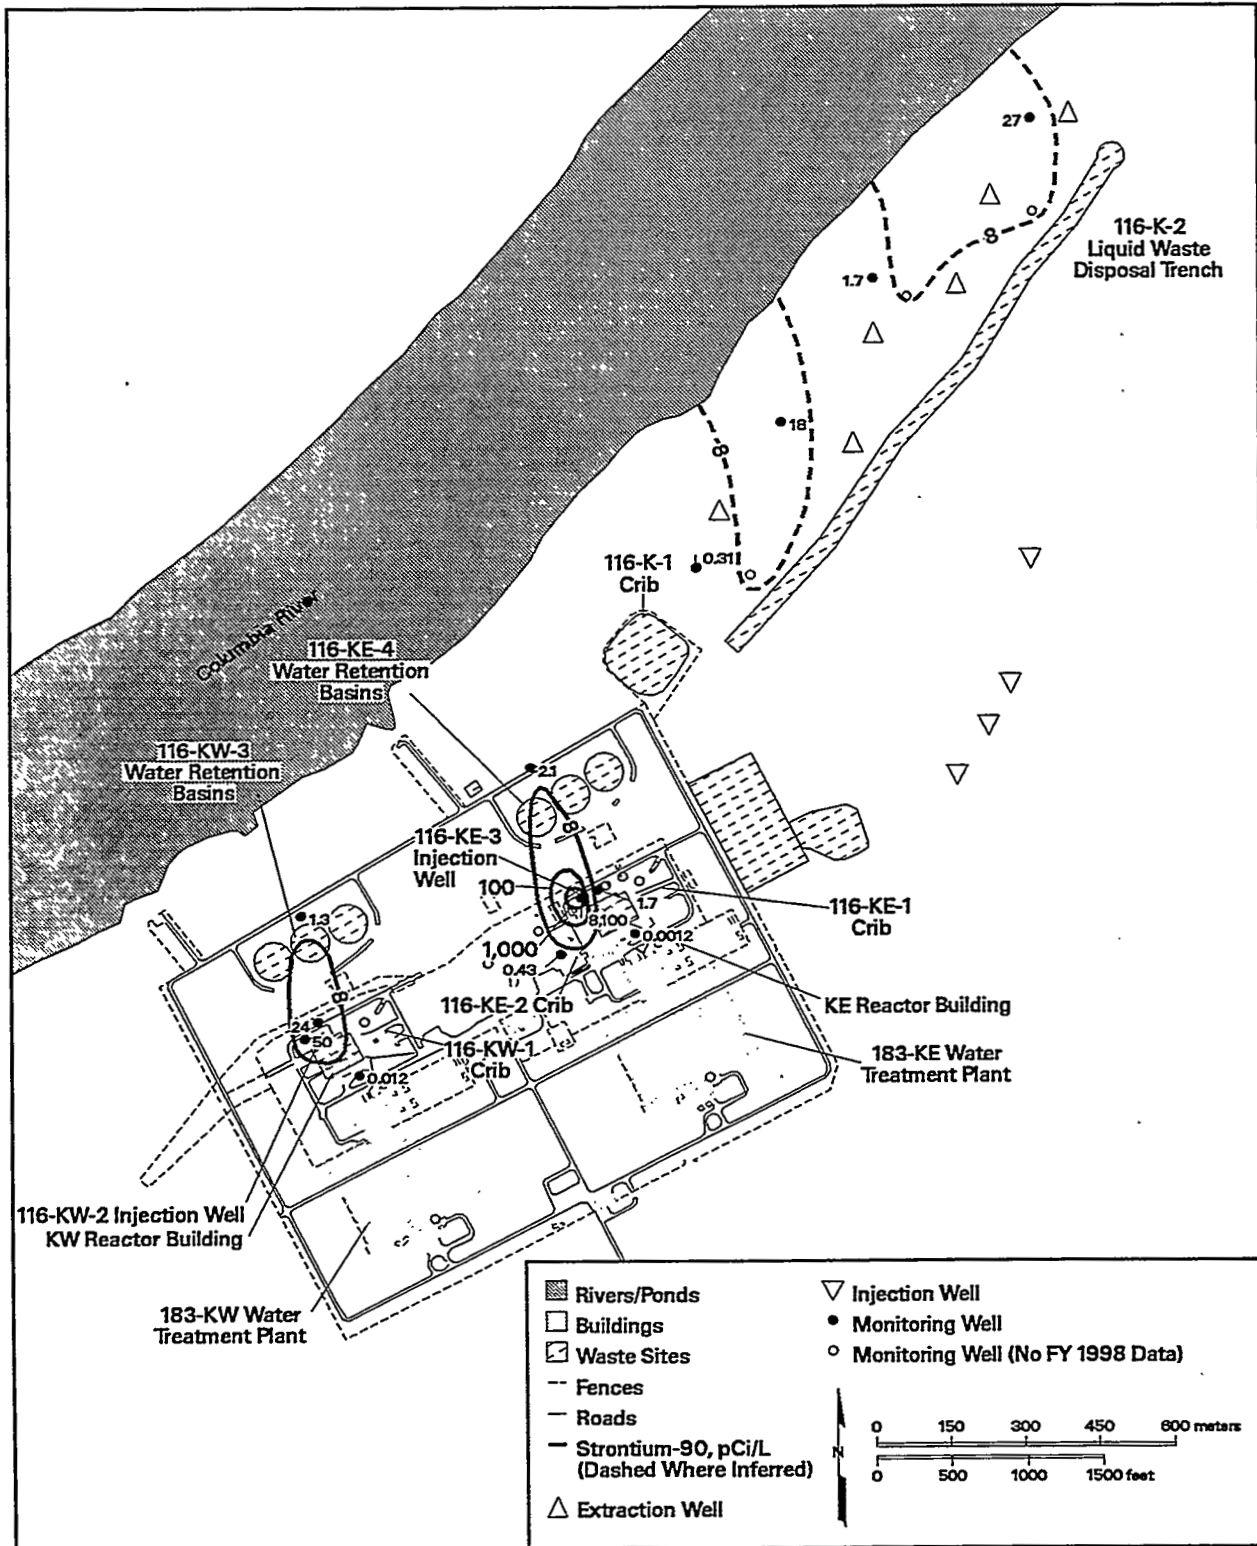 27
116-K-2
Liquid Waste
Disposal Trench
8
1.7
18
8
0.31
116-K-1
Crib
Columbia River
116-KE-4
Water Retention
Basins
116-KW-3
Water Retention
Basins
2.1
8
116-KE-3
Injection
Well
100
1.7
8,100
116-KE-1
Crib
1.3
0.0012
1,000
0.43
116-KE-2 Crib
KE Reactor Building
8
24
50
116-KW-1
Crib
0.012
183-KE Water
Treatment Plant
116-KW-2 Injection Well
KW Reactor Building
183-KW Water
Treatment Plant
Rivers/Ponds
Buildings
Waste Sites
Fences
Roads
Strontium-90, pCi/L
(Dashed Where Inferred)
Extraction Well
Injection Well
Monitoring Well
Monitoring Well (No FY 1998 Data)
N
0 150 300 450 600 meters
0 500 1000 1500 feet